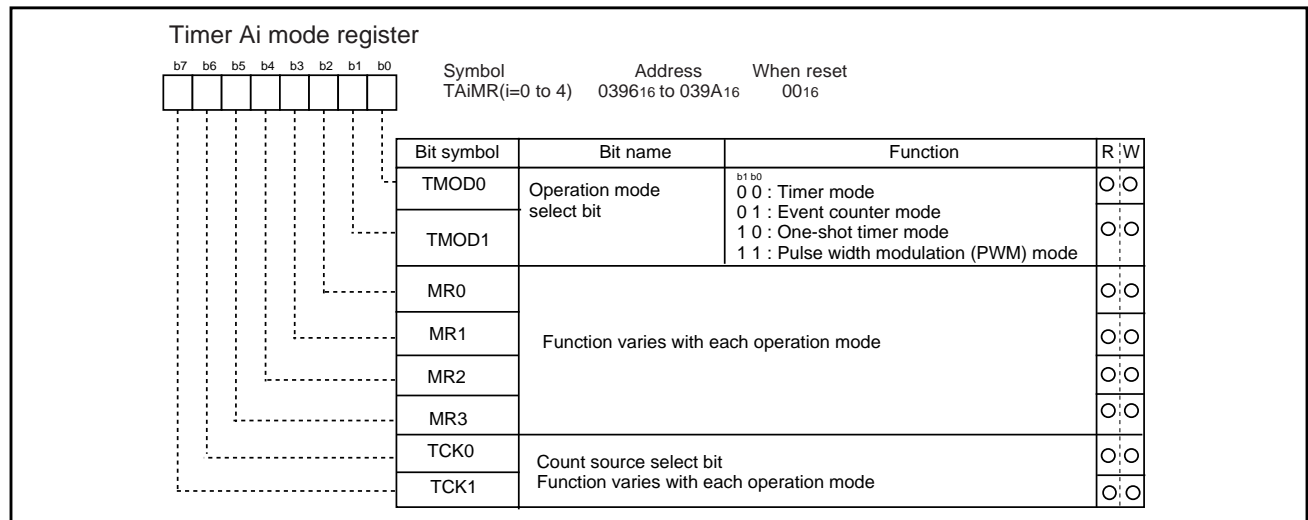 Timer Ai mode register
b7 b6 b5 b4 b3 b2 b1 b0
Symbol Address When reset
TAiMR(i=0 to 4) 039616 to 039A16 0016
Bit symbol Bit name Function R W
TMOD0
TMOD1
Operation mode
select bit
b1 b0
0 0 : Timer mode
0 1 : Event counter mode
1 0 : One-shot timer mode
1 1 : Pulse width modulation (PWM) mode
MR0
MR1
MR2
MR3
Function varies with each operation mode
TCK0
TCK1
Count source select bit
Function varies with each operation mode